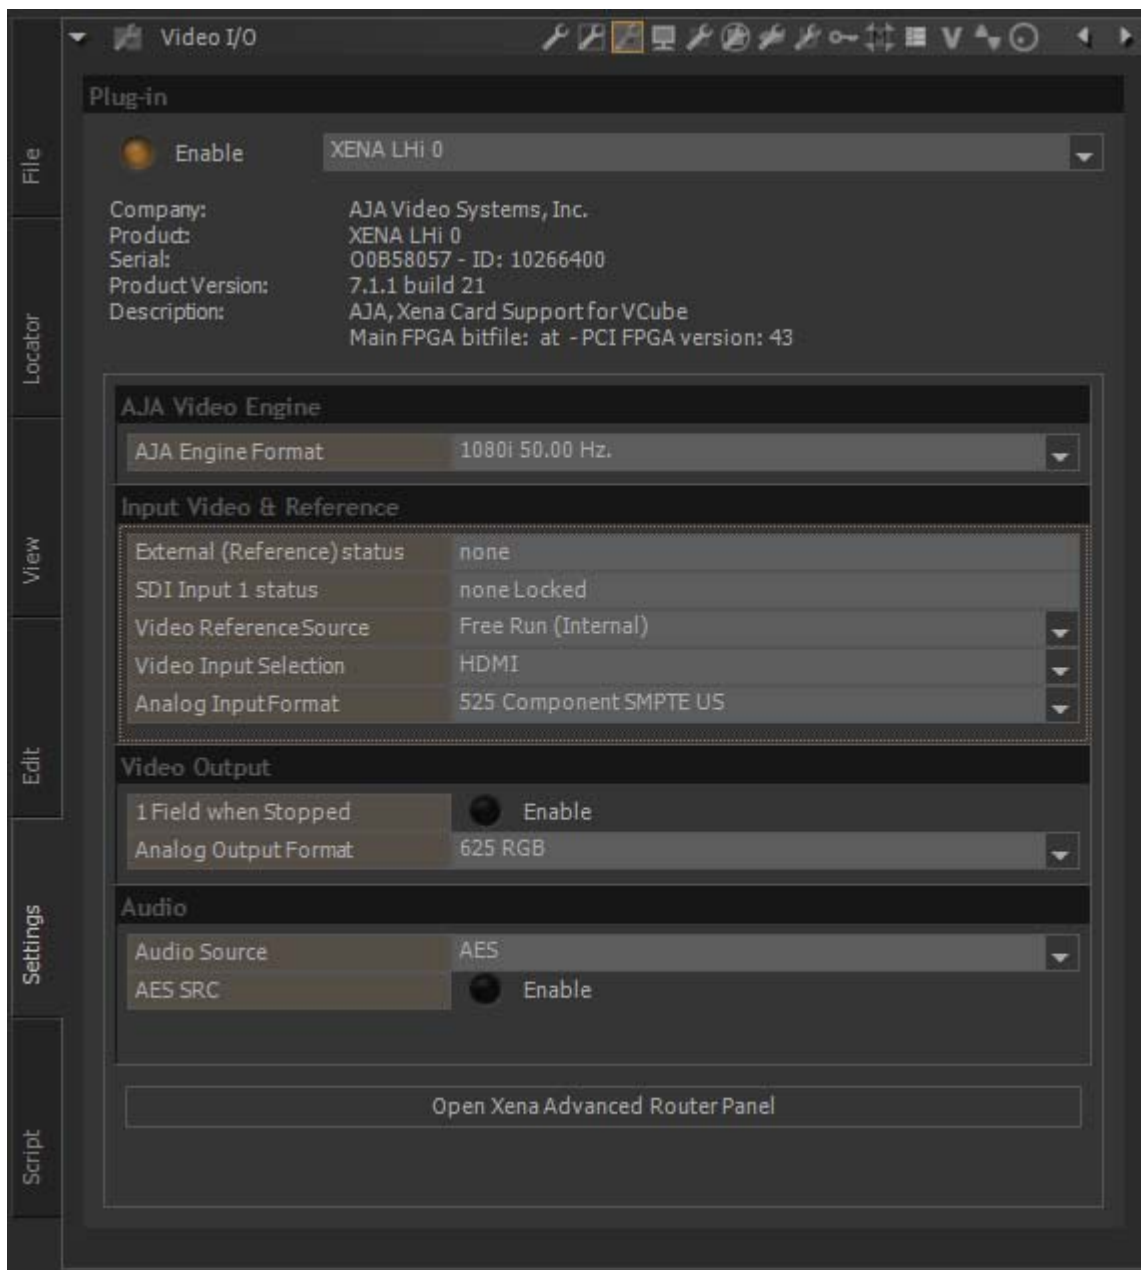 Video I/O
V
Plug-in
Enable XENA LHi 0
Company: AJA Video Systems, Inc.
Product: XENA LHi 0
Serial: O0B58057 - ID: 10266400
Product Version: 7.1.1 build 21
Description: AJA, Xena Card Support for VCube
Main FPGA bitfile: at - PCI FPGA version: 43
AJA Video Engine
AJA Engine Format 1080i 50.00 Hz.
Input Video & Reference
External (Reference) status none
SDI Input 1 status none Locked
Video Reference Source Free Run (Internal)
Video Input Selection HDMI
Analog Input Format 525 Component SMPTE US
Video Output
1 Field when Stopped Enable
Analog Output Format 625 RGB
Audio
Audio Source AES
AES SRC Enable
Open Xena Advanced Router Panel
File
Locator
View
Edit
Settings
Script